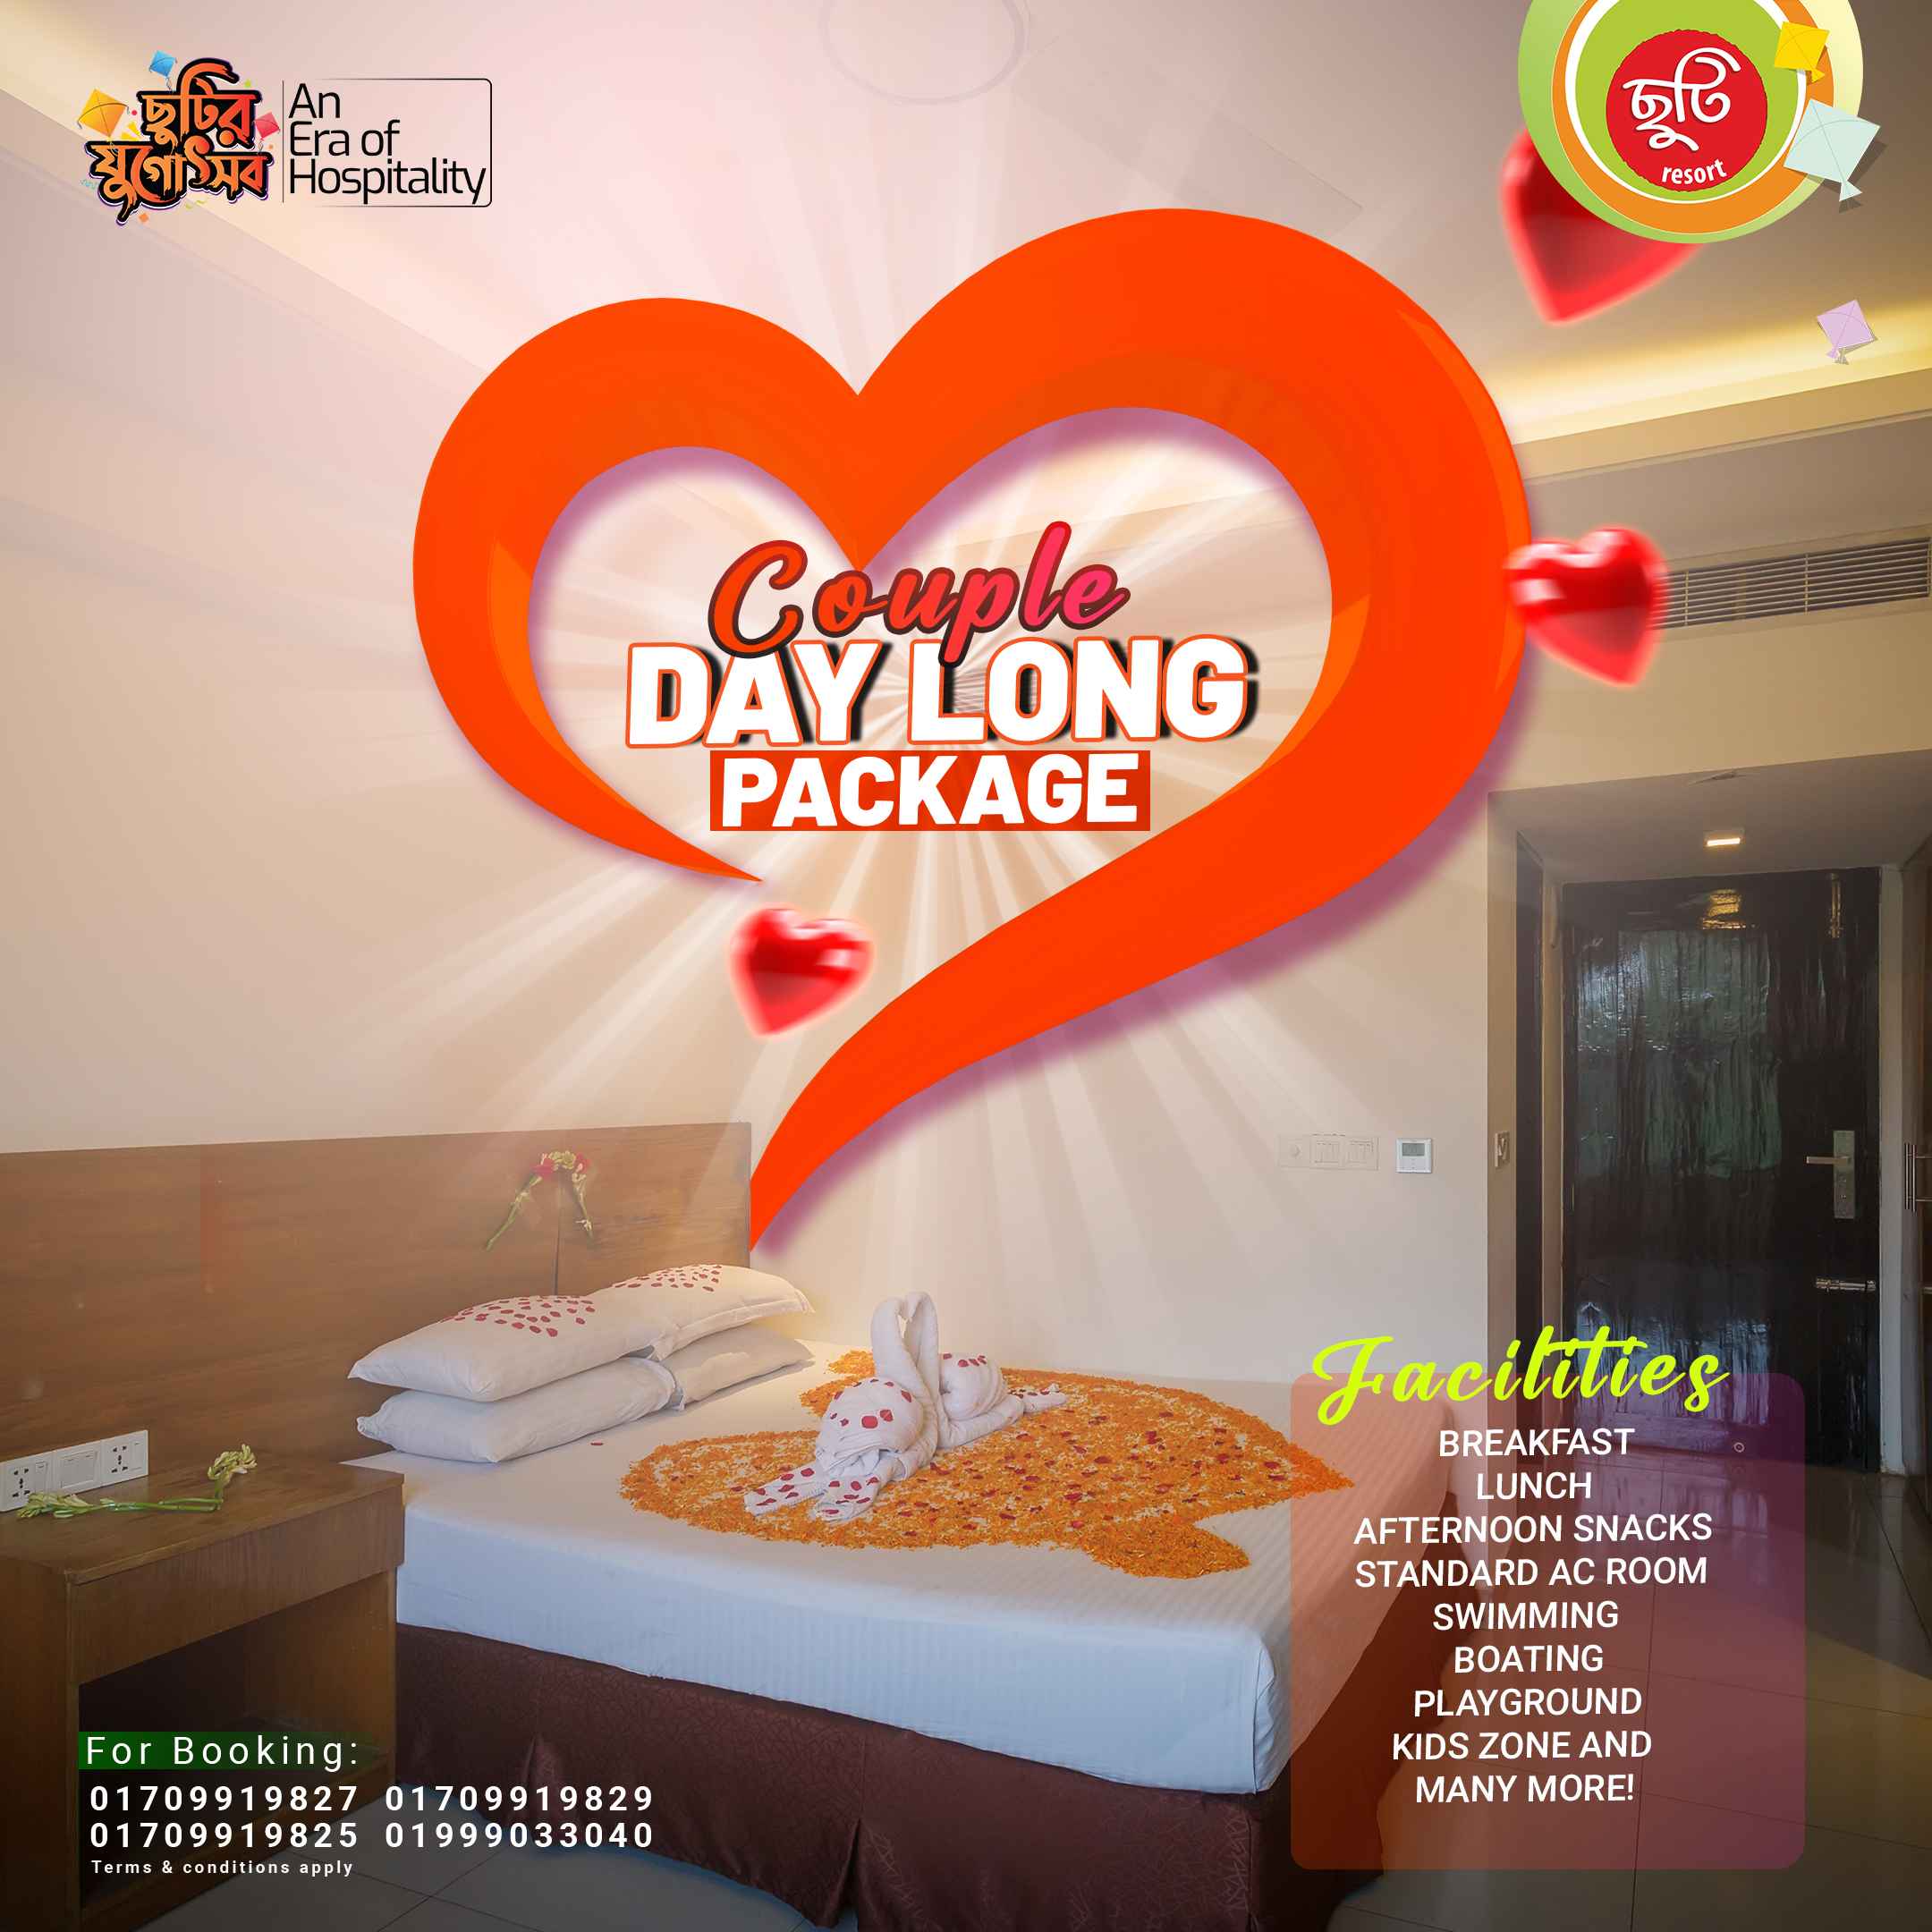 ছুটির
যুগোৎসব
An
Era of
Hospitality
ছুটি
resort
Couple
DAY LONG
PACKAGE
Facilities
BREAKFAST
LUNCH
AFTERNOON SNACKS
STANDARD AC ROOM
SWIMMING
BOATING
PLAYGROUND
KIDS ZONE AND
MANY MORE!
For Booking:
01709919827 01709919829
01709919825 01999033040
Terms & conditions apply